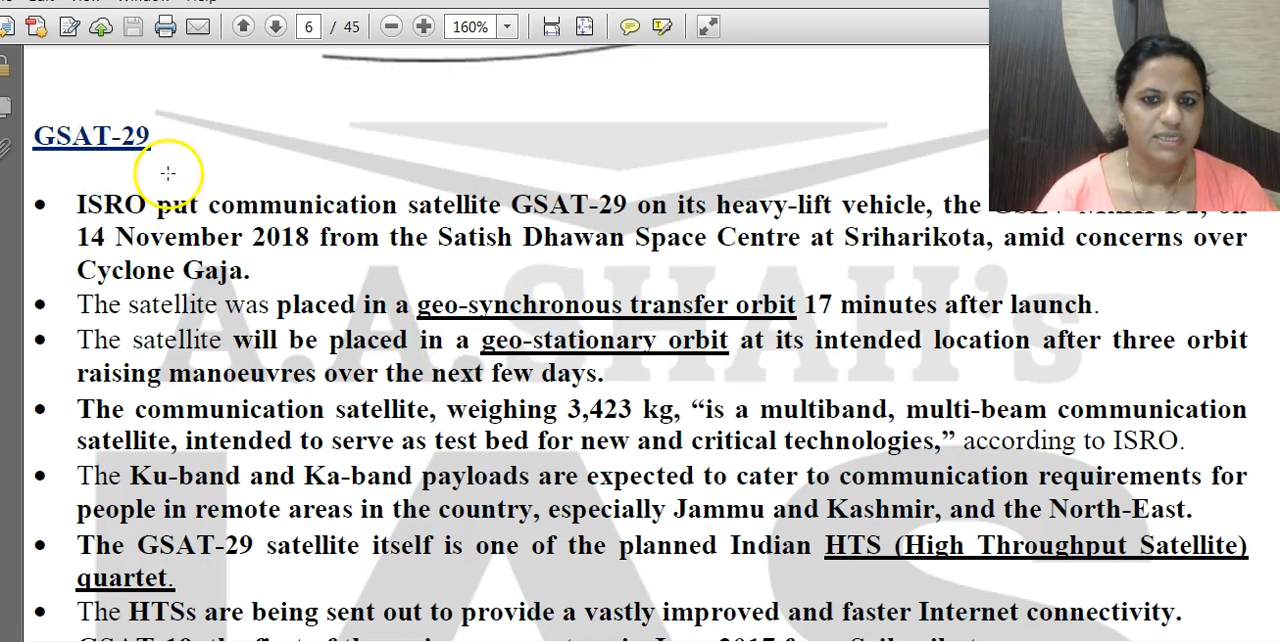 6 / 45 160%
GSAT-29
• ISRO put communication satellite GSAT-29 on its heavy-lift vehicle, the
14 November 2018 from the Satish Dhawan Space Centre at Sriharikota, amid concerns over
Cyclone Gaja.
• The satellite was placed in a geo-synchronous transfer orbit 17 minutes after launch.
• The satellite will be placed in a geo-stationary orbit at its intended location after three orbit
raising manoeuvres over the next few days.
• The communication satellite, weighing 3,423 kg, “is a multiband, multi-beam communication
satellite, intended to serve as test bed for new and critical technologies,” according to ISRO.
• The Ku-band and Ka-band payloads are expected to cater to communication requirements for
people in remote areas in the country, especially Jammu and Kashmir, and the North-East.
• The GSAT-29 satellite itself is one of the planned Indian HTS (High Throughput Satellite)
quartet.
• The HTSs are being sent out to provide a vastly improved and faster Internet connectivity.
A.A.SHAH's
IAS